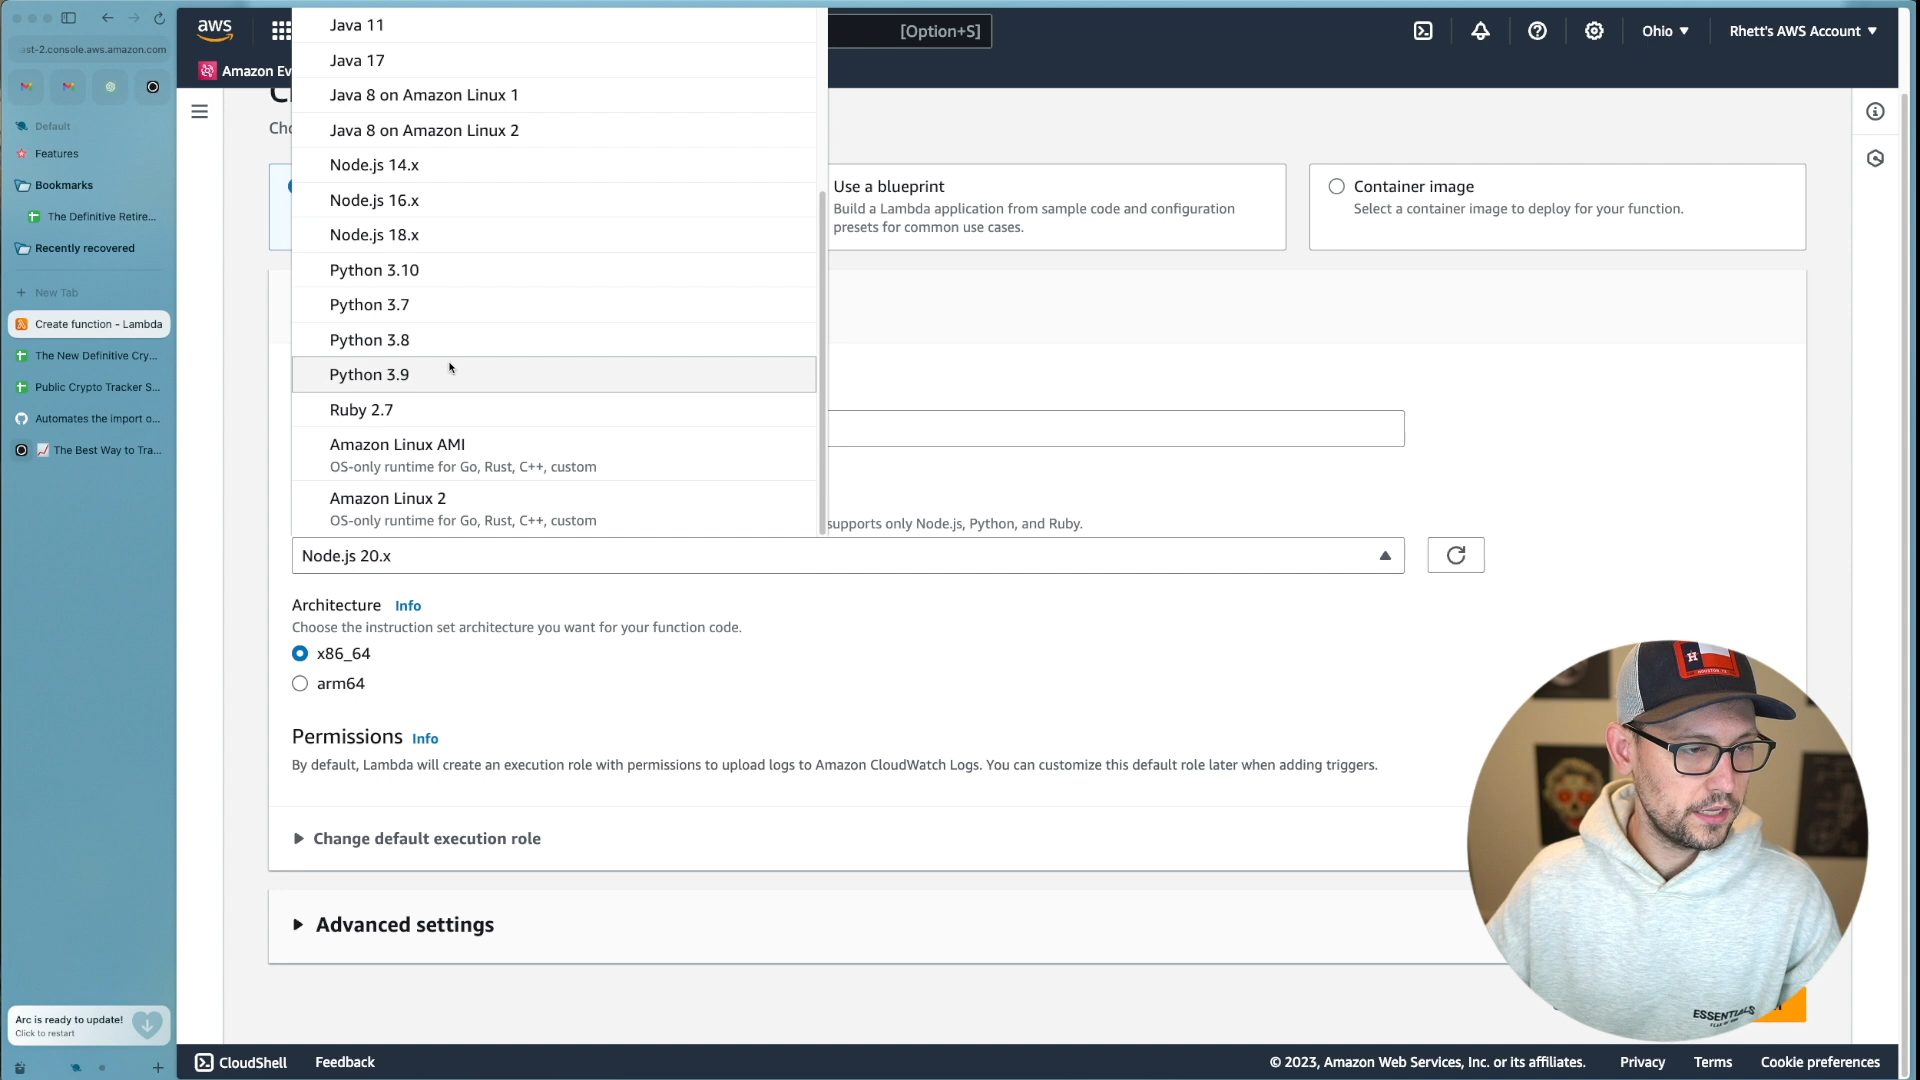 ast-2.console.aws.amazon.com
Default
Features
Bookmarks
The Definitive Retire...
Recently recovered
New Tab
Create function - Lambda
The New Definitive Cry...
Public Crypto Tracker S...
Automates the import o...
The Best Way to Tra...
Arc is ready to update!
Click to restart
aws
[Option+S]
Ohio
Rhett's AWS Account
Amazon Ev
Java 11
Java 17
Java 8 on Amazon Linux 1
Java 8 on Amazon Linux 2
Node.js 14.x
Node.js 16.x
Node.js 18.x
Python 3.10
Python 3.7
Python 3.8
Python 3.9
Ruby 2.7
Amazon Linux AMI
OS-only runtime for Go, Rust, C++, custom
Amazon Linux 2
OS-only runtime for Go, Rust, C++, custom
Use a blueprint
Build a Lambda application from sample code and configuration
presets for common use cases.
Container image
Select a container image to deploy for your function.
supports only Node.js, Python, and Ruby.
Node.js 20.x
Architecture Info
Choose the instruction set architecture you want for your function code.
x86_64
arm64
Permissions Info
By default, Lambda will create an execution role with permissions to upload logs to Amazon CloudWatch Logs. You can customize this default role later when adding triggers.
Change default execution role
Advanced settings
ESSENTIALS
CloudShell
Feedback
© 2023, Amazon Web Services, Inc. or its affiliates.
Privacy
Terms
Cookie preferences